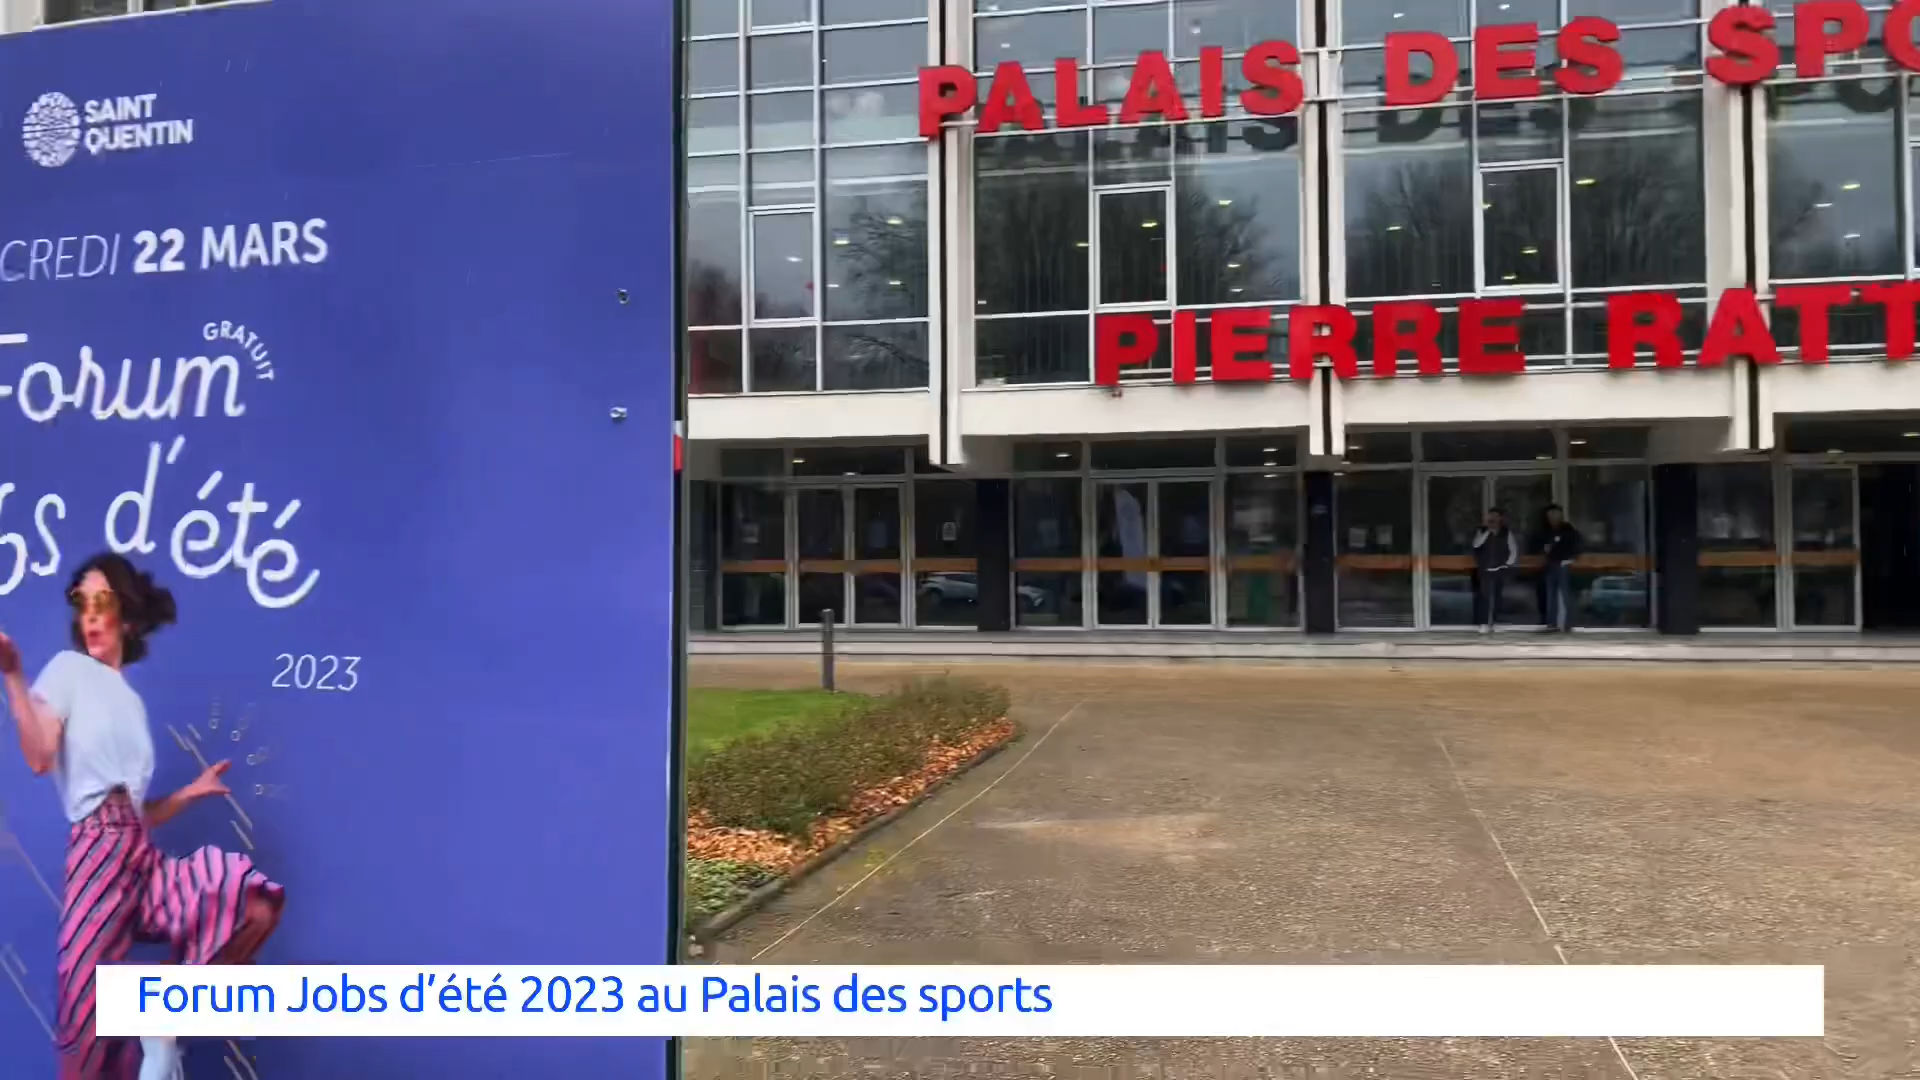 SAINT
QUENTIN
CREDI 22 MARS
GRATUIT
Forum
bs d'été
2023
PALAIS DES SPO
PIERRE RATT
Forum Jobs d’été 2023 au Palais des sports